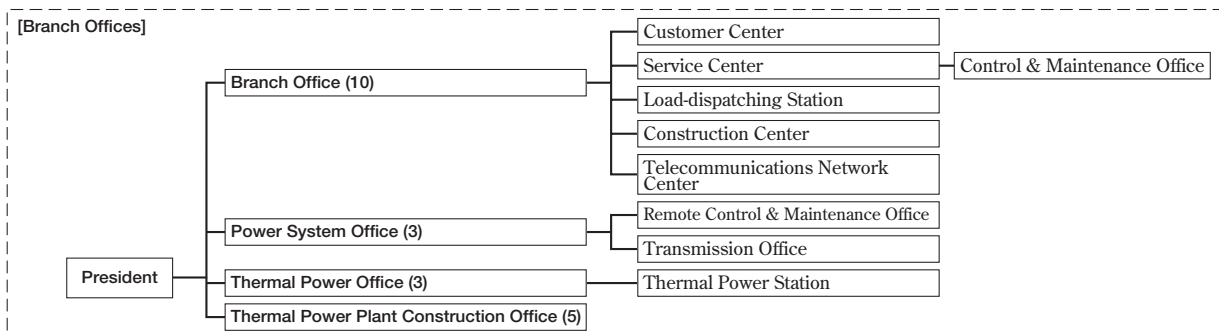 [Branch Offices]
Customer Center
Branch Office (10)
Service Center
Control & Maintenance Office
Load-dispatching Station
Construction Center
Telecommunications Network
Center
Power System Office (3)
Remote Control & Maintenance Office
Transmission Office
President
Thermal Power Office (3)
Thermal Power Station
Thermal Power Plant Construction Office (5)